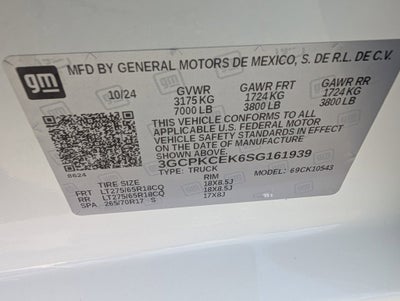 gm
MFD BY GENERAL MOTORS DE MEXICO, S. DE R.L. DE C.V.
10/24 GVWR GAWR FRT GAWR RR
3175 KG 1724 KG 1724 KG
7000 LB 3800 LB 3800 LB
THIS VEHICLE CONFORMS TO ALL
APPLICABLE U.S. FEDERAL MOTOR
VEHICLE SAFETY STANDARDS IN EFFECT ON THE
DATE OF MANUFACTURE SHOWN ABOVE.
3GCPKCEK6SG161939
TYPE: TRUCK MODEL: 69CK10543
8624
TIRE SIZE RIM
FRT LT275/65R18CQ 18X8.5J
RR LT275/65R18CQ 18X8.5J
SPA 265/70R17 S 17X8J